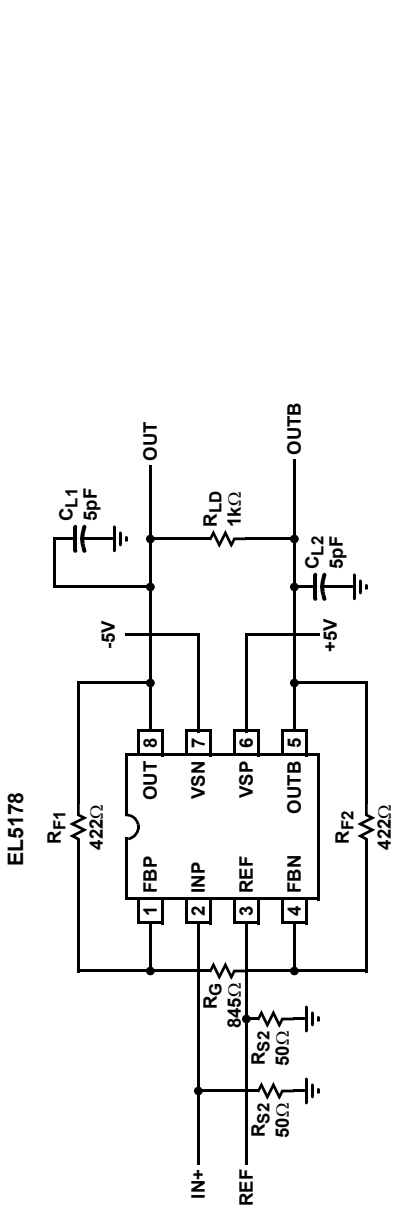 EL5178
RF1
422Ω
CL1
5pF
-5V
OUT
1
FBP
OUT
8
2
INP
VSN
7
3
REF
VSP
6
4
FBN
OUTB
5
RG
845Ω
RLD
1kΩ
IN+
REF
RS2
50Ω
RS2
50Ω
+5V
CL2
5pF
OUTB
RF2
422Ω